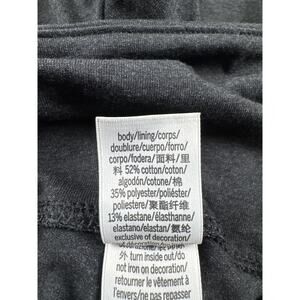 body/lining/corps/
doublure/cuerpo/forro/
corpo/fodera/面料/里
料 52% cotton/coton/
algodón/cotone/棉
35% polyester/poliéster/
poliestere/聚酯纤维
13% elastane/élasthanne/
elastano/elastan/氨纶
exclusive of decoration/
外 turn inside out/do
not iron on decoration/
retourner le vêtement à
l'envers/ne pas repasser